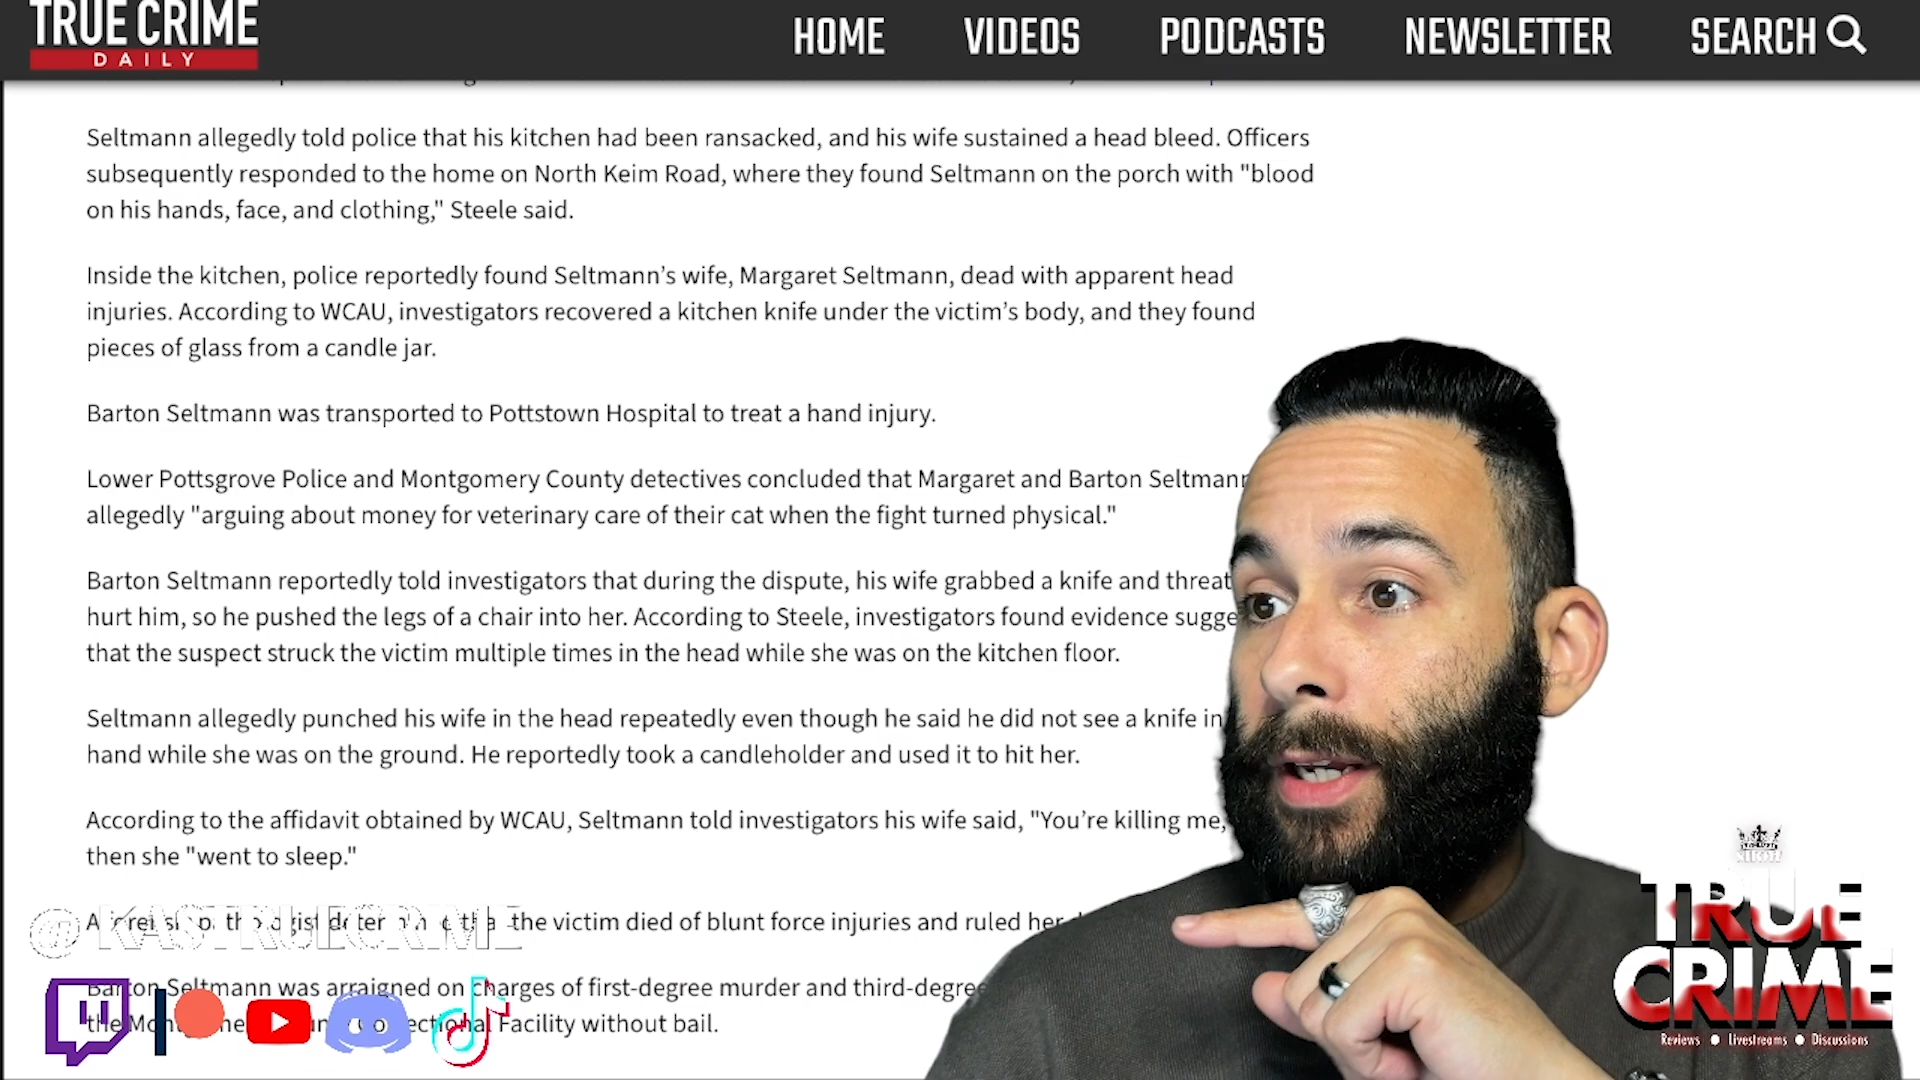 TRUE CRIME
DAILY
HOME VIDEOS PODCASTS NEWSLETTER SEARCH
Seltmann allegedly told police that his kitchen had been ransacked, and his wife sustained a head bleed. Officers
subsequently responded to the home on North Keim Road, where they found Seltmann on the porch with "blood
on his hands, face, and clothing," Steele said.
Inside the kitchen, police reportedly found Seltmann’s wife, Margaret Seltmann, dead with apparent head
injuries. According to WCAU, investigators recovered a kitchen knife under the victim’s body, and they found
pieces of glass from a candle jar.
Barton Seltmann was transported to Pottstown Hospital to treat a hand injury.
Lower Pottsgrove Police and Montgomery County detectives concluded that Margaret and Barton Seltmann
allegedly "arguing about money for veterinary care of their cat when the fight turned physical."
Barton Seltmann reportedly told investigators that during the dispute, his wife grabbed a knife and threat
hurt him, so he pushed the legs of a chair into her. According to Steele, investigators found evidence sugge
that the suspect struck the victim multiple times in the head while she was on the kitchen floor.
Seltmann allegedly punched his wife in the head repeatedly even though he said he did not see a knife in
hand while she was on the ground. He reportedly took a candleholder and used it to hit her.
According to the affidavit obtained by WCAU, Seltmann told investigators his wife said, "You’re killing me,
then she "went to sleep."
the victim died of blunt force injuries and ruled her
@KASTRUECRIME
Barton Seltmann was arraigned on charges of first-degree murder and third-degree
the Facility without bail.
TRUE
CRIME
Reviews ● Livestreams ● Discussions